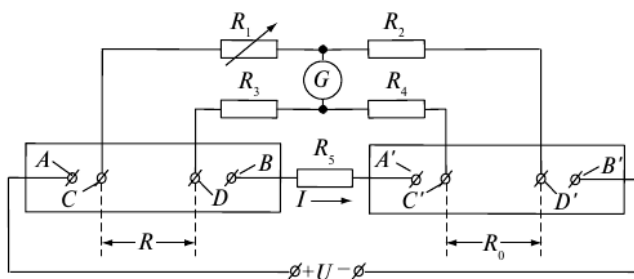 R₁ R₂
G
R₃ R₄
A B R₅ A′ B′
C D I C′ D′
R R₀
+U−